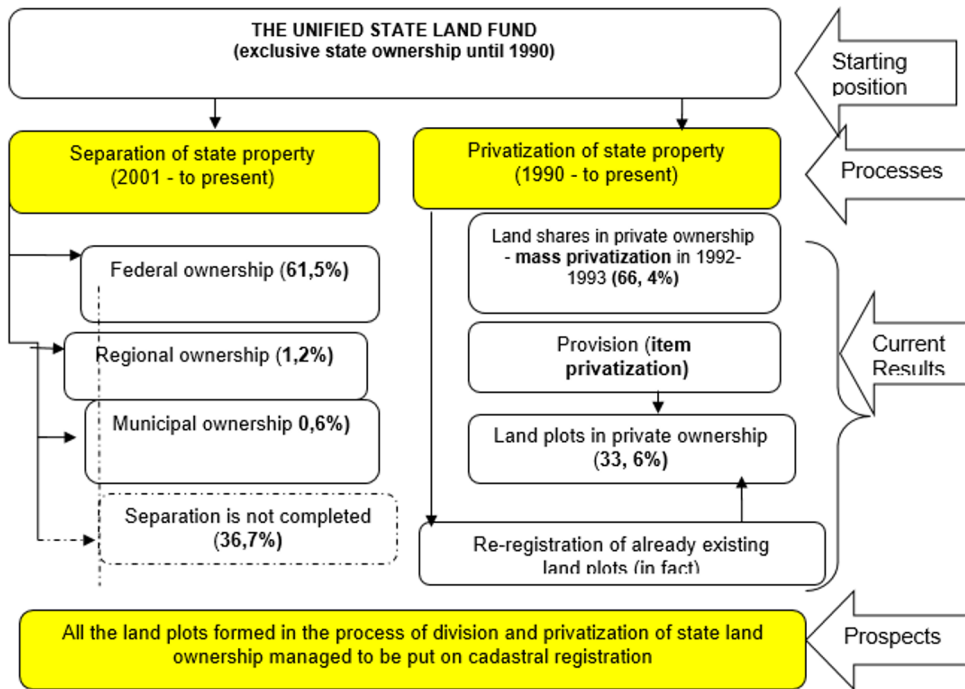 THE UNIFIED STATE LAND FUND
(exclusive state ownership until 1990)
Starting
position
Separation of state property
(2001 - to present)
Privatization of state property
(1990 - to present)
Processes
Federal ownership (61,5%)
Regional ownership (1,2%)
Municipal ownership 0,6%)
Separation is not completed
(36,7%)
Land shares in private ownership
- mass privatization in 1992-
1993 (66, 4%)
Provision (item
privatization)
Land plots in private ownership
(33, 6%)
Re-registration of already existing
land plots (in fact)
Current
Results
All the land plots formed in the process of division and privatization of state land
ownership managed to be put on cadastral registration
Prospects